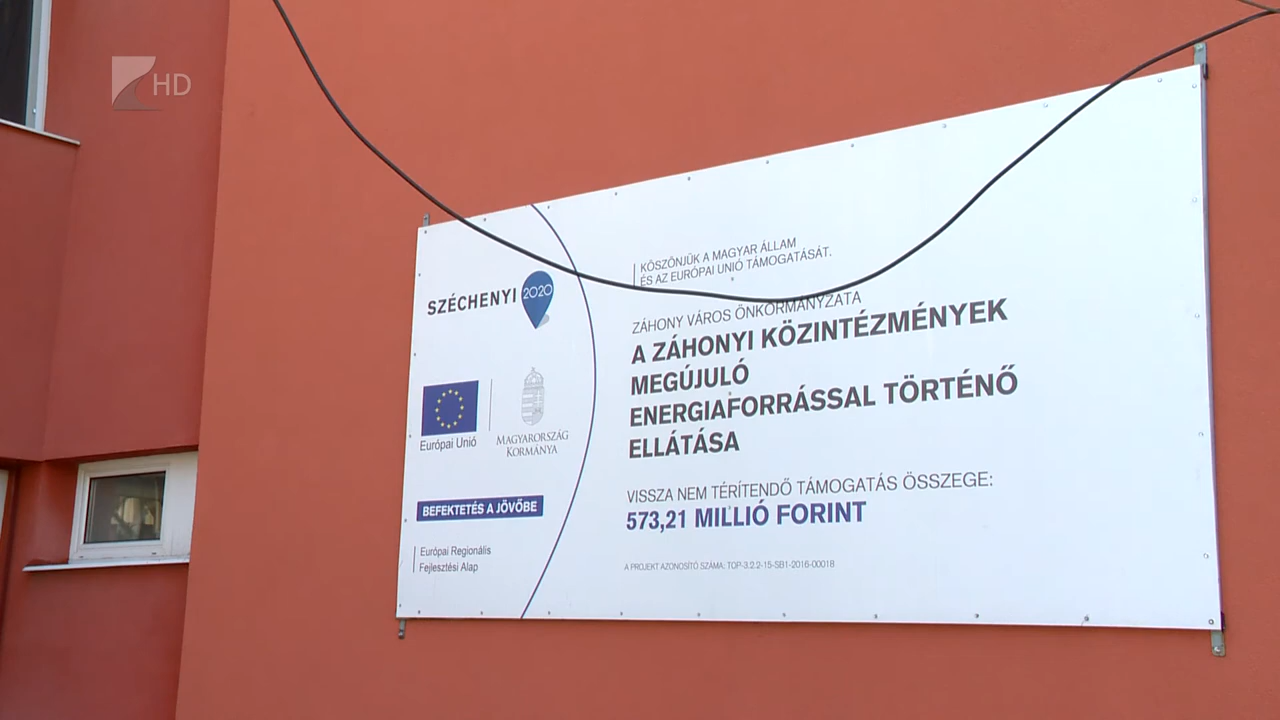 HD
KÖSZÖNJÜK A MAGYAR ÁLLAM
ÉS AZ EURÓPAI UNIÓ TÁMOGATÁSÁT.
SZÉCHENYI 2020
ZÁHONY VÁROS ÖNKORMÁNYZATA
A ZÁHONYI KÖZINTÉZMÉNYEK
MEGÚJULÓ
ENERGIAFORRÁSSAL TÖRTÉNŐ
ELLÁTÁSA
Európai Unió
MAGYARORSZÁG
KORMÁNYA
VISSZA NEM TÉRÍTENDŐ TÁMOGATÁS ÖSSZEGE:
573,21 MILLIÓ FORINT
BEFEKTETÉS A JÖVŐBE
Európai Regionális
Fejlesztési Alap
A PROJEKT AZONOSÍTÓ SZÁMA: TOP-3.2.2-15-SB1-2016-00018